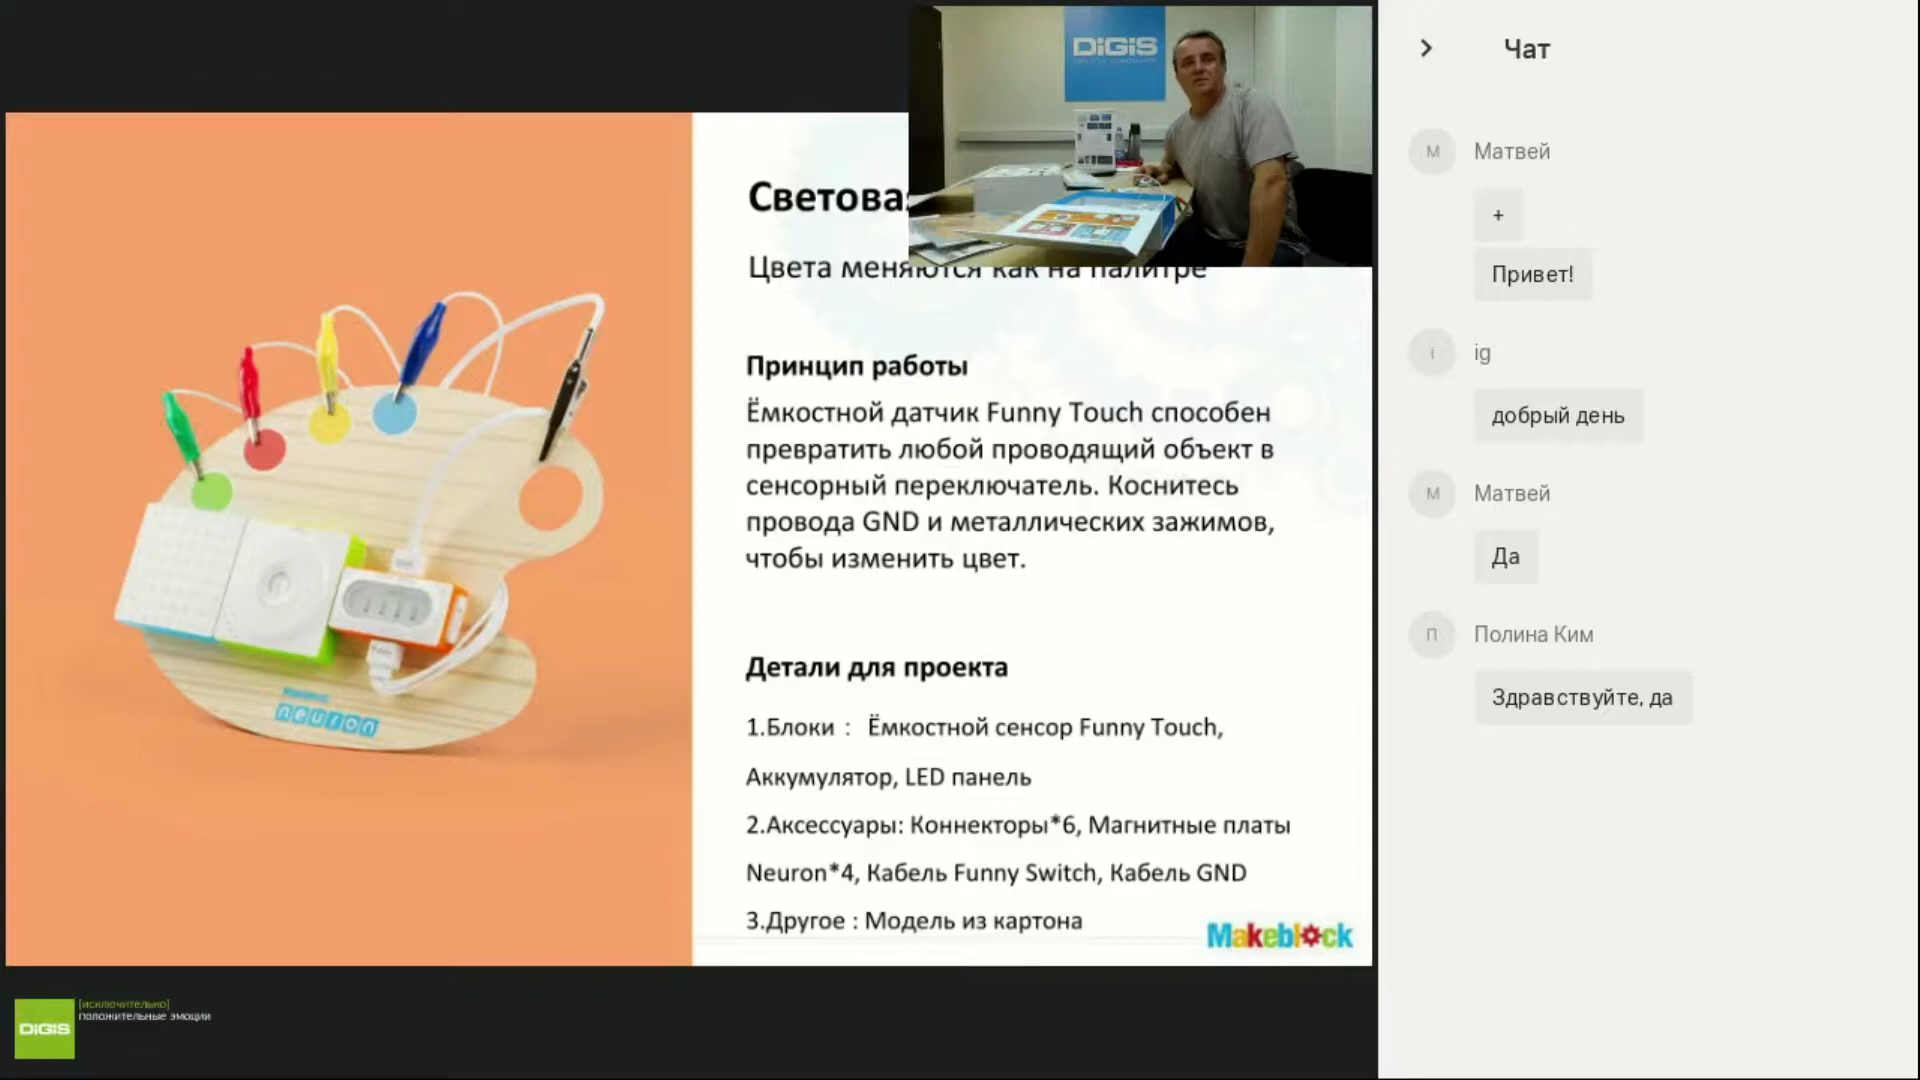 DiGiS
Световая
Цвета меняются как на палитре
Принцип работы
Ёмкостной датчик Funny Touch способен
превратить любой проводящий объект в
сенсорный переключатель. Коснитесь
провода GND и металлических зажимов,
чтобы изменить цвет.
Детали для проекта
1.Блоки : Ёмкостной сенсор Funny Touch,
Аккумулятор, LED панель
2.Аксессуары: Коннекторы*6, Магнитные платы
Neuron*4, Кабель Funny Switch, Кабель GND
3.Другое : Модель из картона
Makeblock
neuron
DiGiS
[исключительно]
положительные эмоции
Чат
М
Матвей
+
Привет!
i
ig
добрый день
М
Матвей
Да
П
Полина Ким
Здравствуйте, да